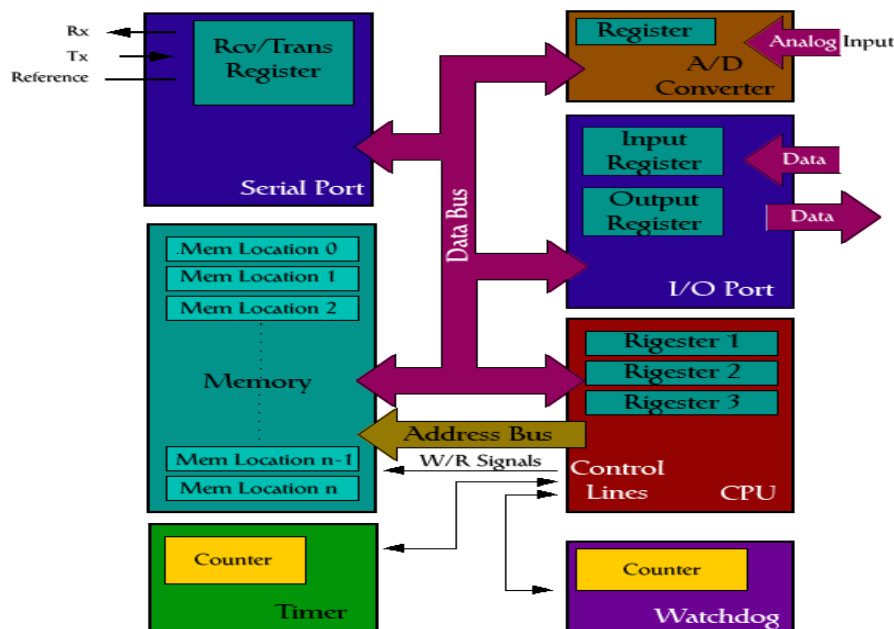 Rx
Tx
Reference
Rcv/Trans
Register
Serial Port
Register
Analog Input
A/D
Converter
Input
Register
Data
Output
Register
Data
I/O Port
Data Bus
.Mem Location 0
Mem Location 1
Mem Location 2
Memory
Mem Location n-1
Mem Location n
Rigester 1
Rigester 2
Rigester 3
Address Bus
W/R Signals
Control
Lines
CPU
Counter
Timer
Counter
Watchdog